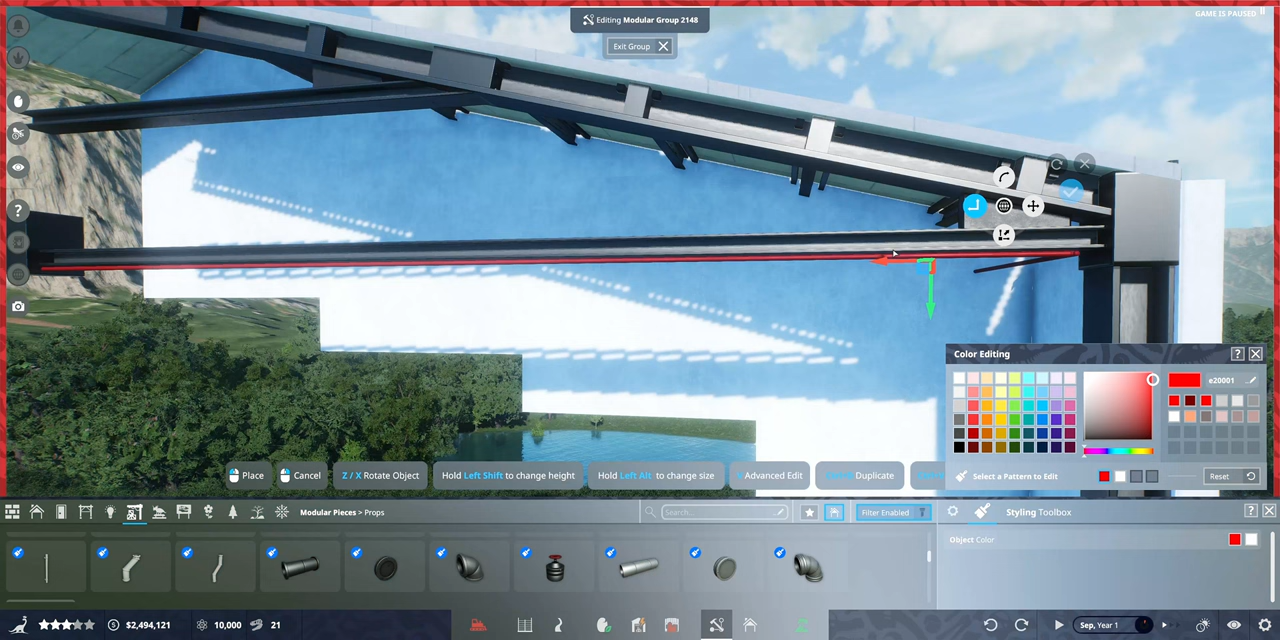 Editing Modular Group 2148
GAME IS PAUSED
Exit Group
Color Editing
?
e20001
Select a Pattern to Edit
Reset
Place
Cancel
Z / X Rotate Object
Hold Left Shift to change height
Hold Left Alt to change size
Advanced Edit
Duplicate
Modular Pieces > Props
Search...
Filter Enabled
Styling Toolbox
?
Object Color
?
$2,494,121
10,000
21
Sep, Year 1